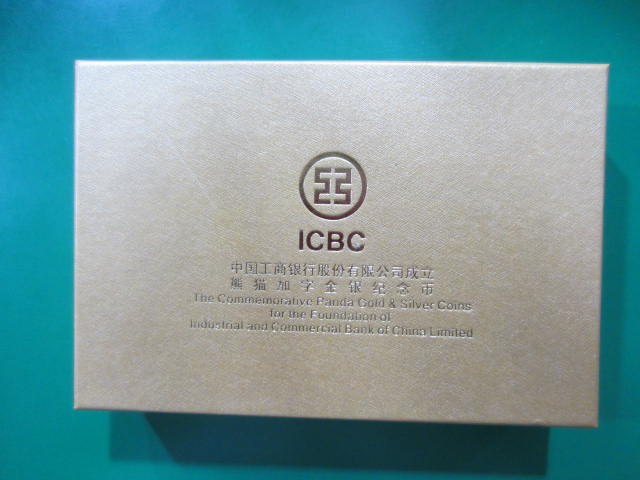 ICBC
中国工商银行股份有限公司成立
熊猫加字金银纪念币
The Commemorative Panda Gold & Silver Coins
for the Foundation of
Industrial and Commercial Bank of China Limited